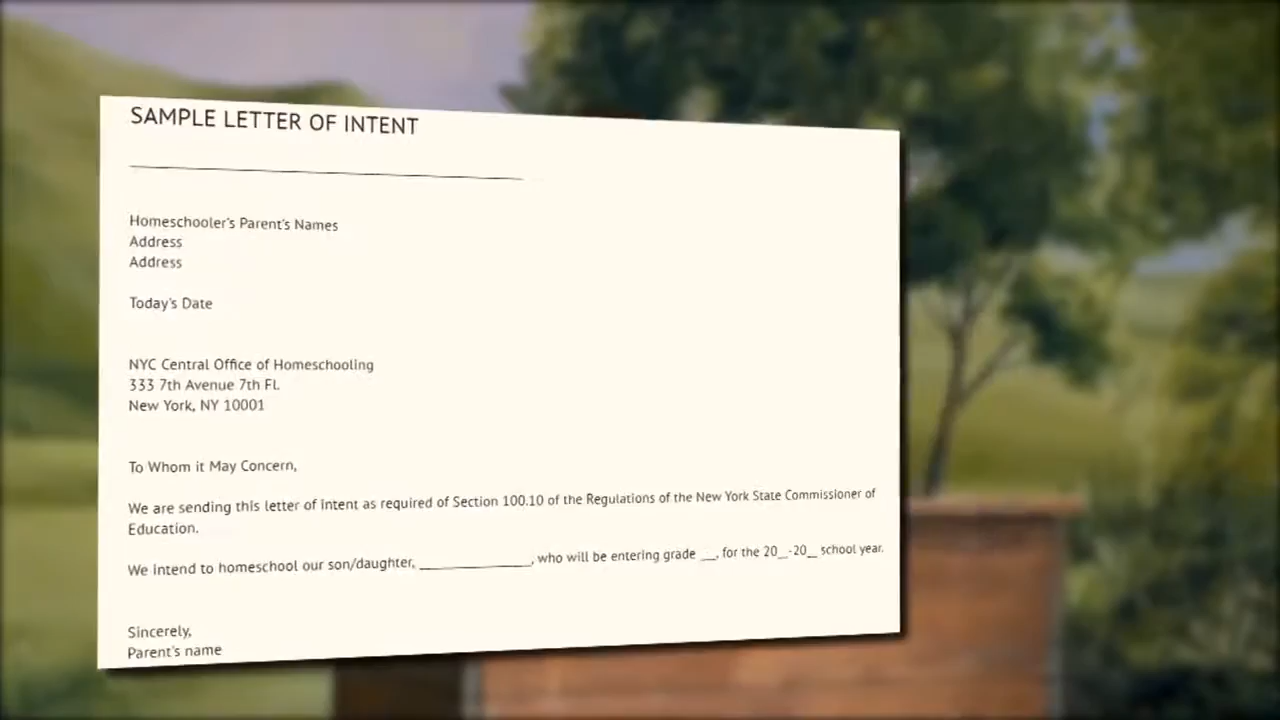 SAMPLE LETTER OF INTENT
Homeschooler's Parent's Names
Address
Address
Today's Date
NYC Central Office of Homeschooling
333 7th Avenue 7th FL
New York, NY 10001
To Whom it May Concern,
We are sending this letter of intent as required of Section 100.10 of the Regulations of the New York State Commissioner of
Education.
We intend to homeschool our son/daughter, ________________, who will be entering grade __, for the 20__-20__ school year.
Sincerely,
Parent's name